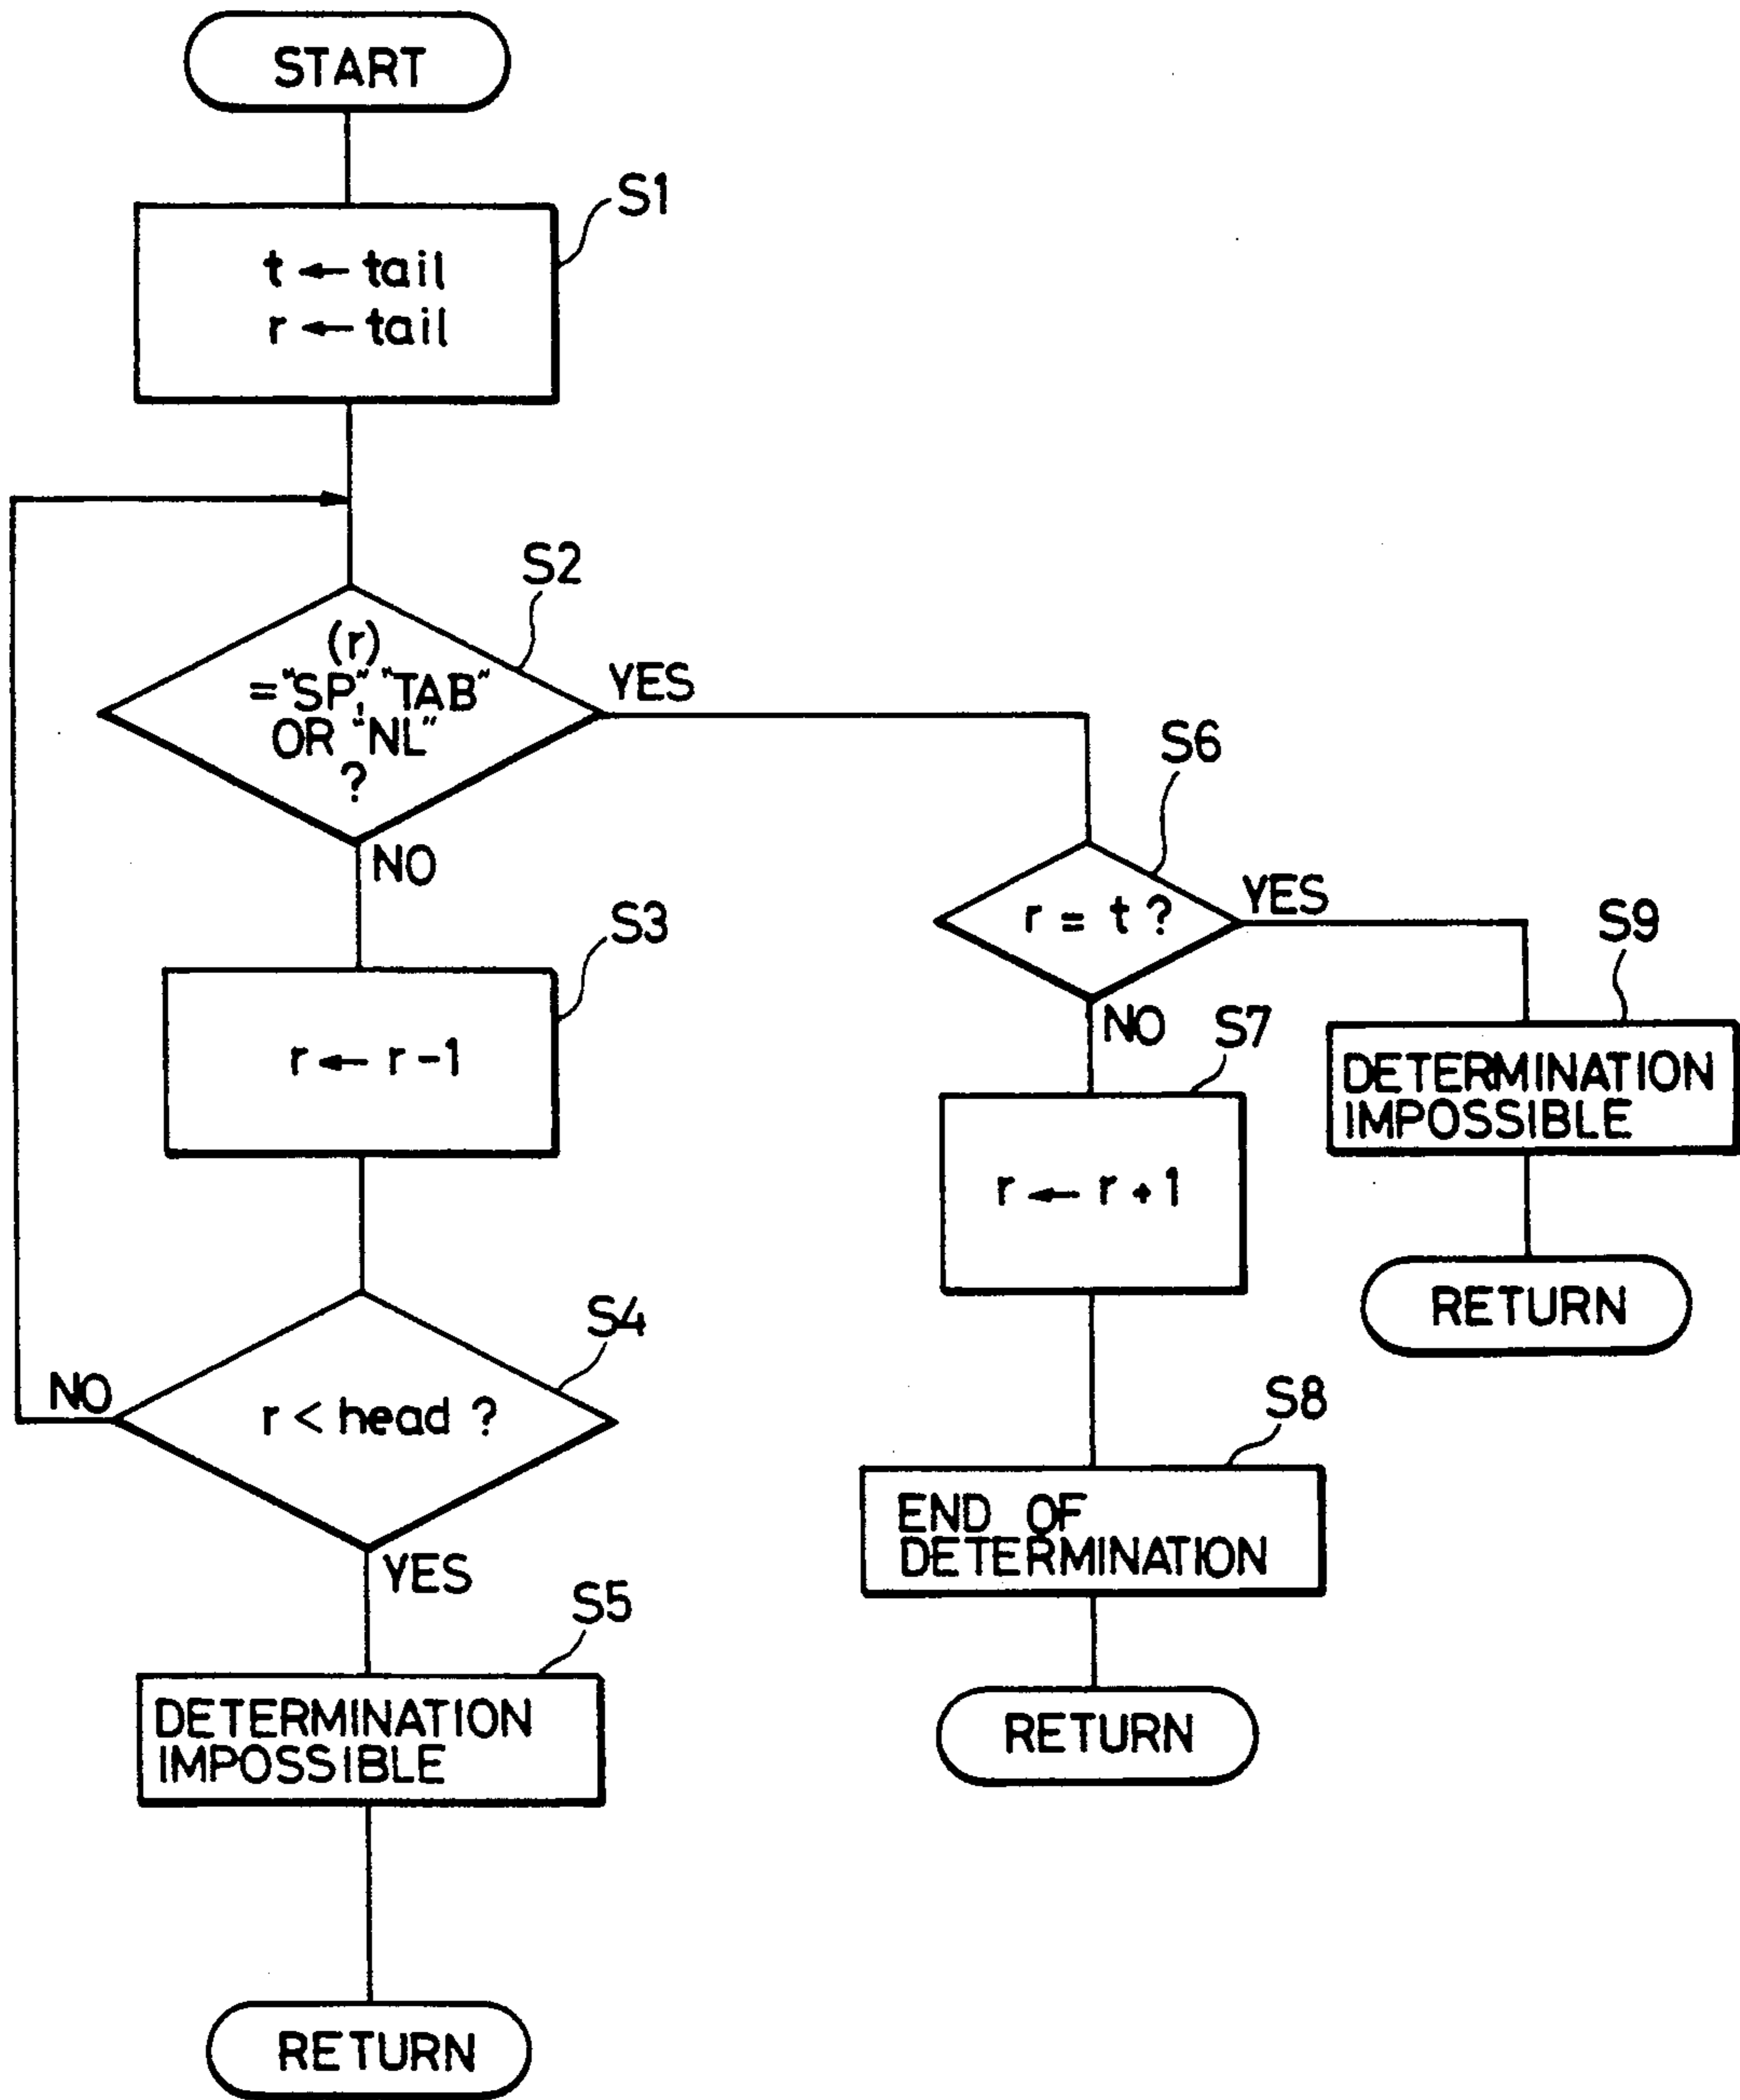 START
S1
t ← tail
r ← tail
S2
(r)
="SP", "TAB"
OR "NL"
?
YES
NO
S3
r ← r-1
S4
r < head ?
NO
YES
S5
DETERMINATION
IMPOSSIBLE
RETURN
S6
r = t ?
YES
NO
S7
r ← r+1
S8
END OF
DETERMINATION
RETURN
S9
DETERMINATION
IMPOSSIBLE
RETURN